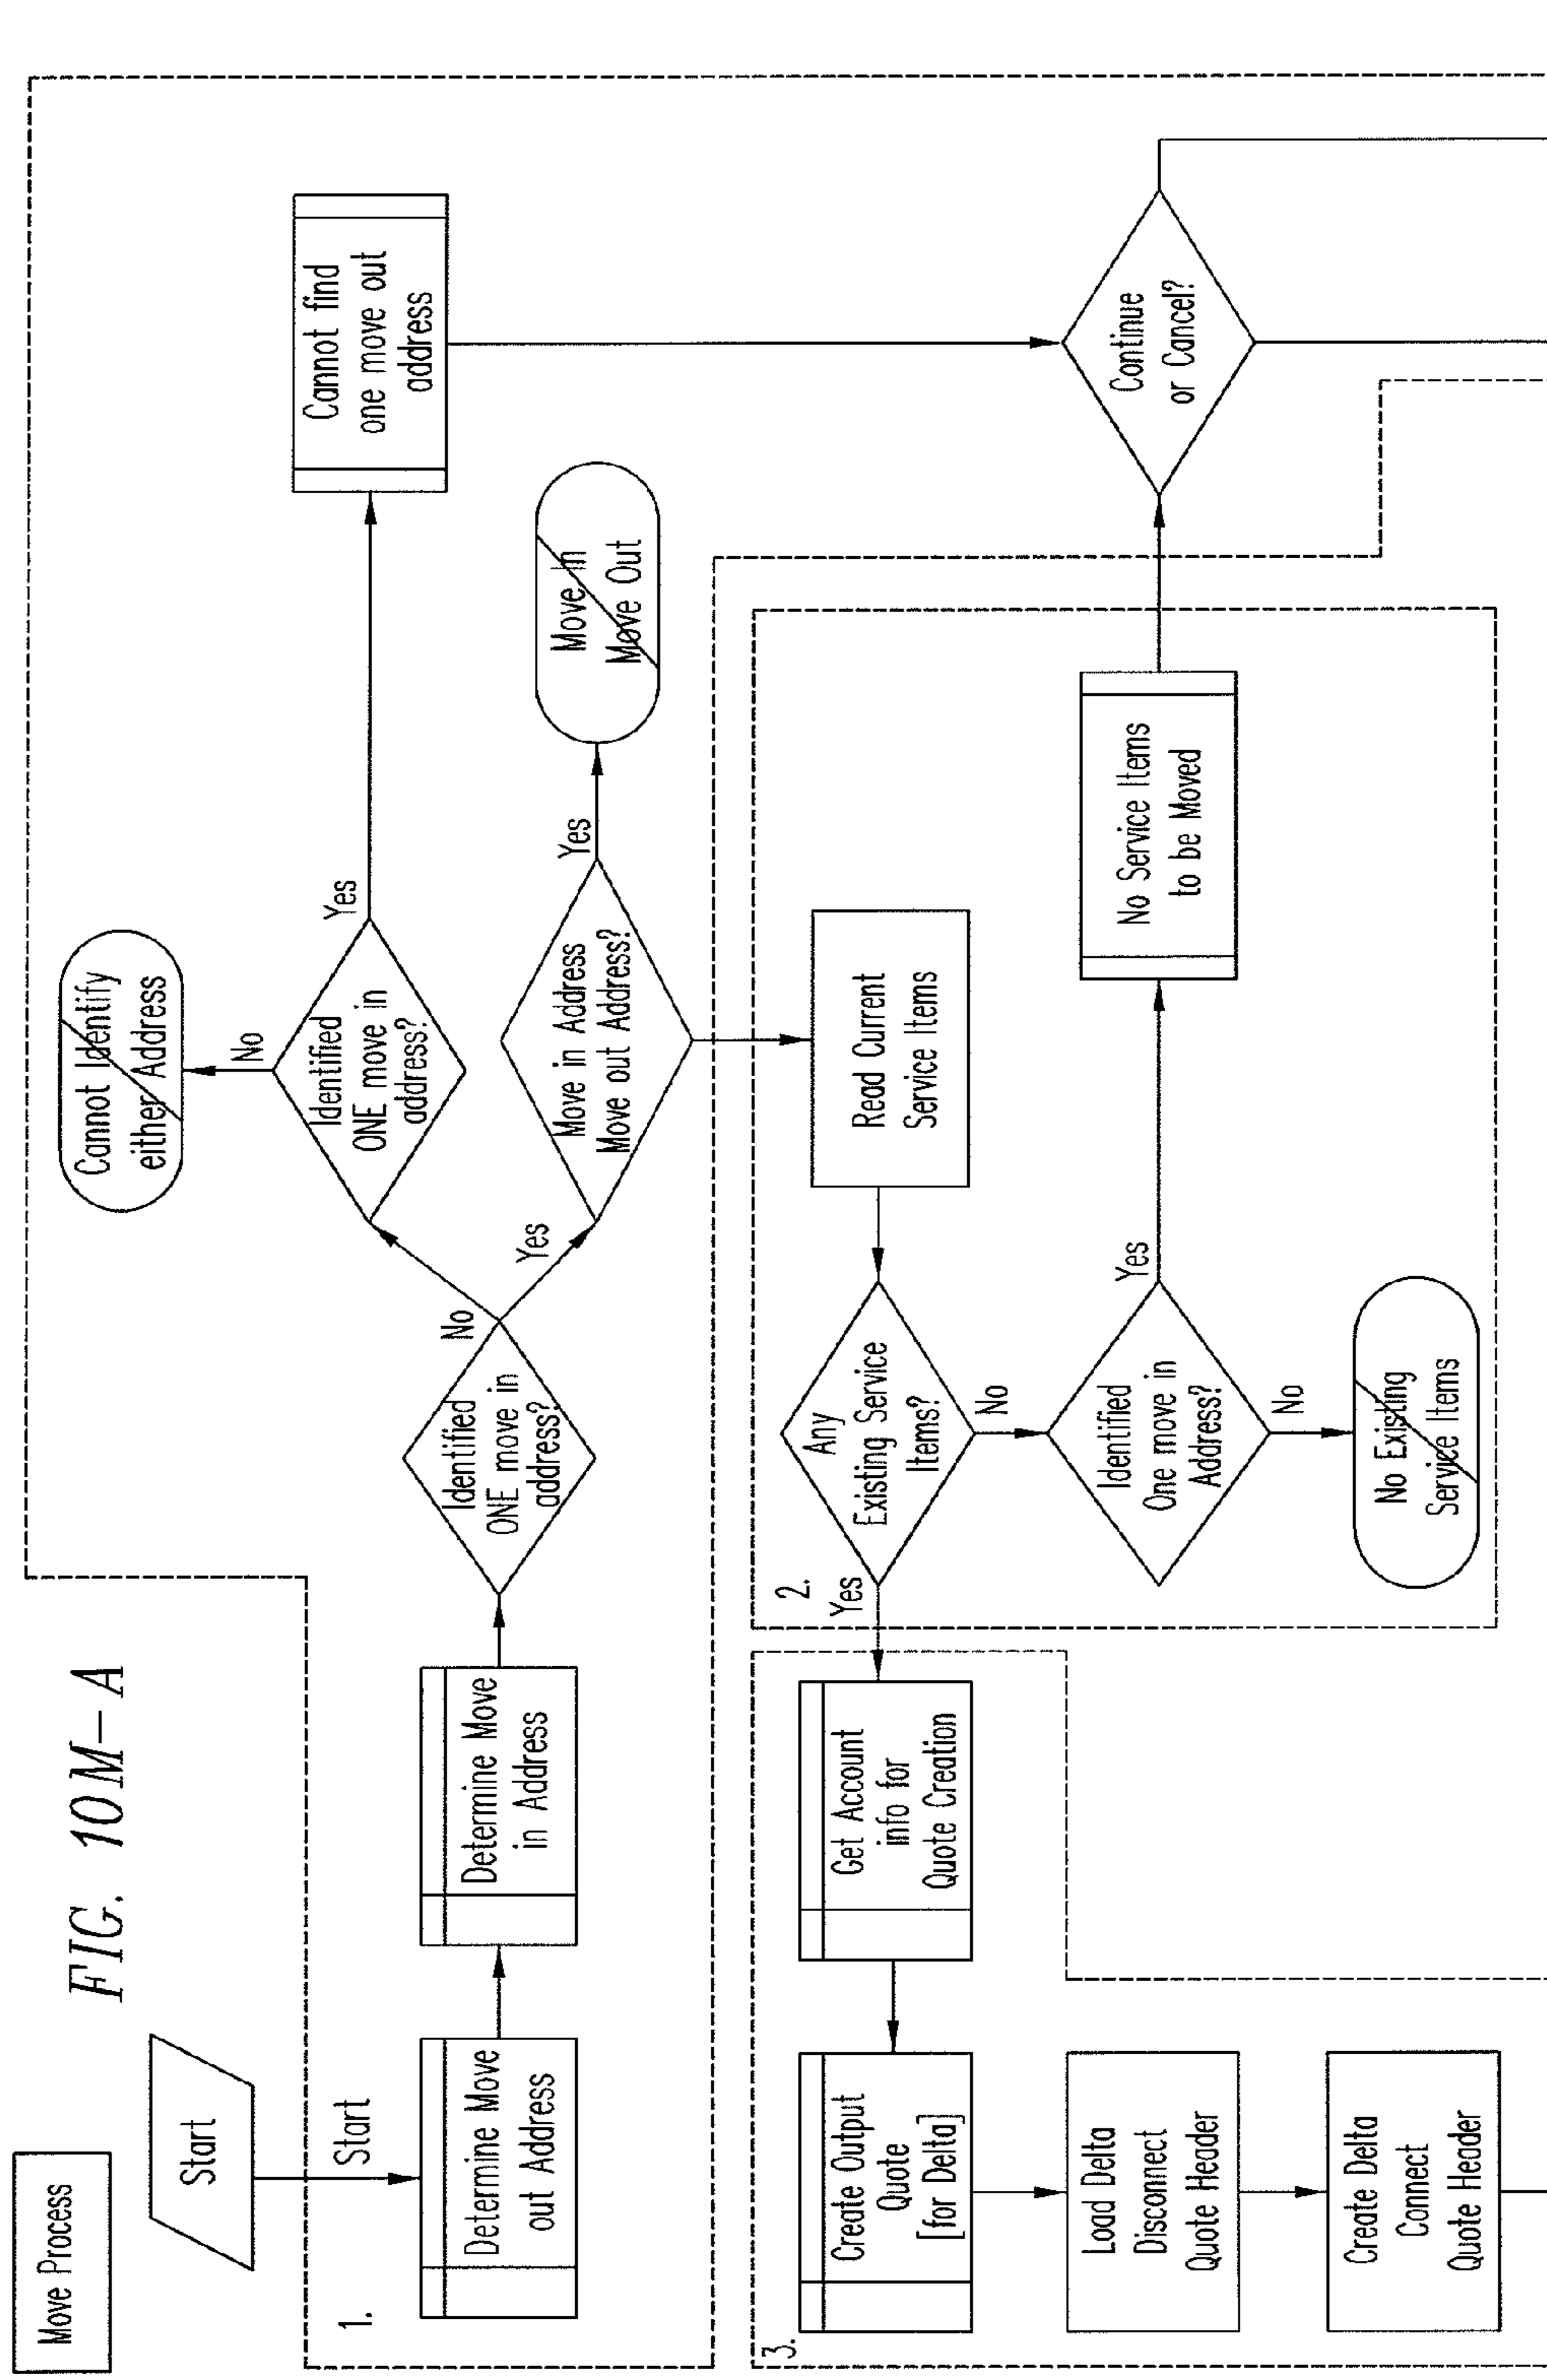 Move Process
FIG. 10M-A
Start
Start
1.
Determine Move
out Address
Determine Move
in Address
Identified
ONE move in
address?
No
Yes
Identified
ONE move in
address?
No
Cannot Identify
either Address
Yes
Cannot find
one move out
address
Move in Address
Move out Address?
Yes
Move In
Move Out
Continue
or Cancel?
2.
Read Current
Service Items
Any
Existing Service
Items?
Yes
No
Identified
One move in
Address?
Yes
No Service Items
to be Moved
No
No Existing
Service Items
3.
Get Account
info for
Quote Creation
Create Output
Quote
[for Delta]
Load Delta
Disconnect
Quote Header
Create Delta
Connect
Quote Header